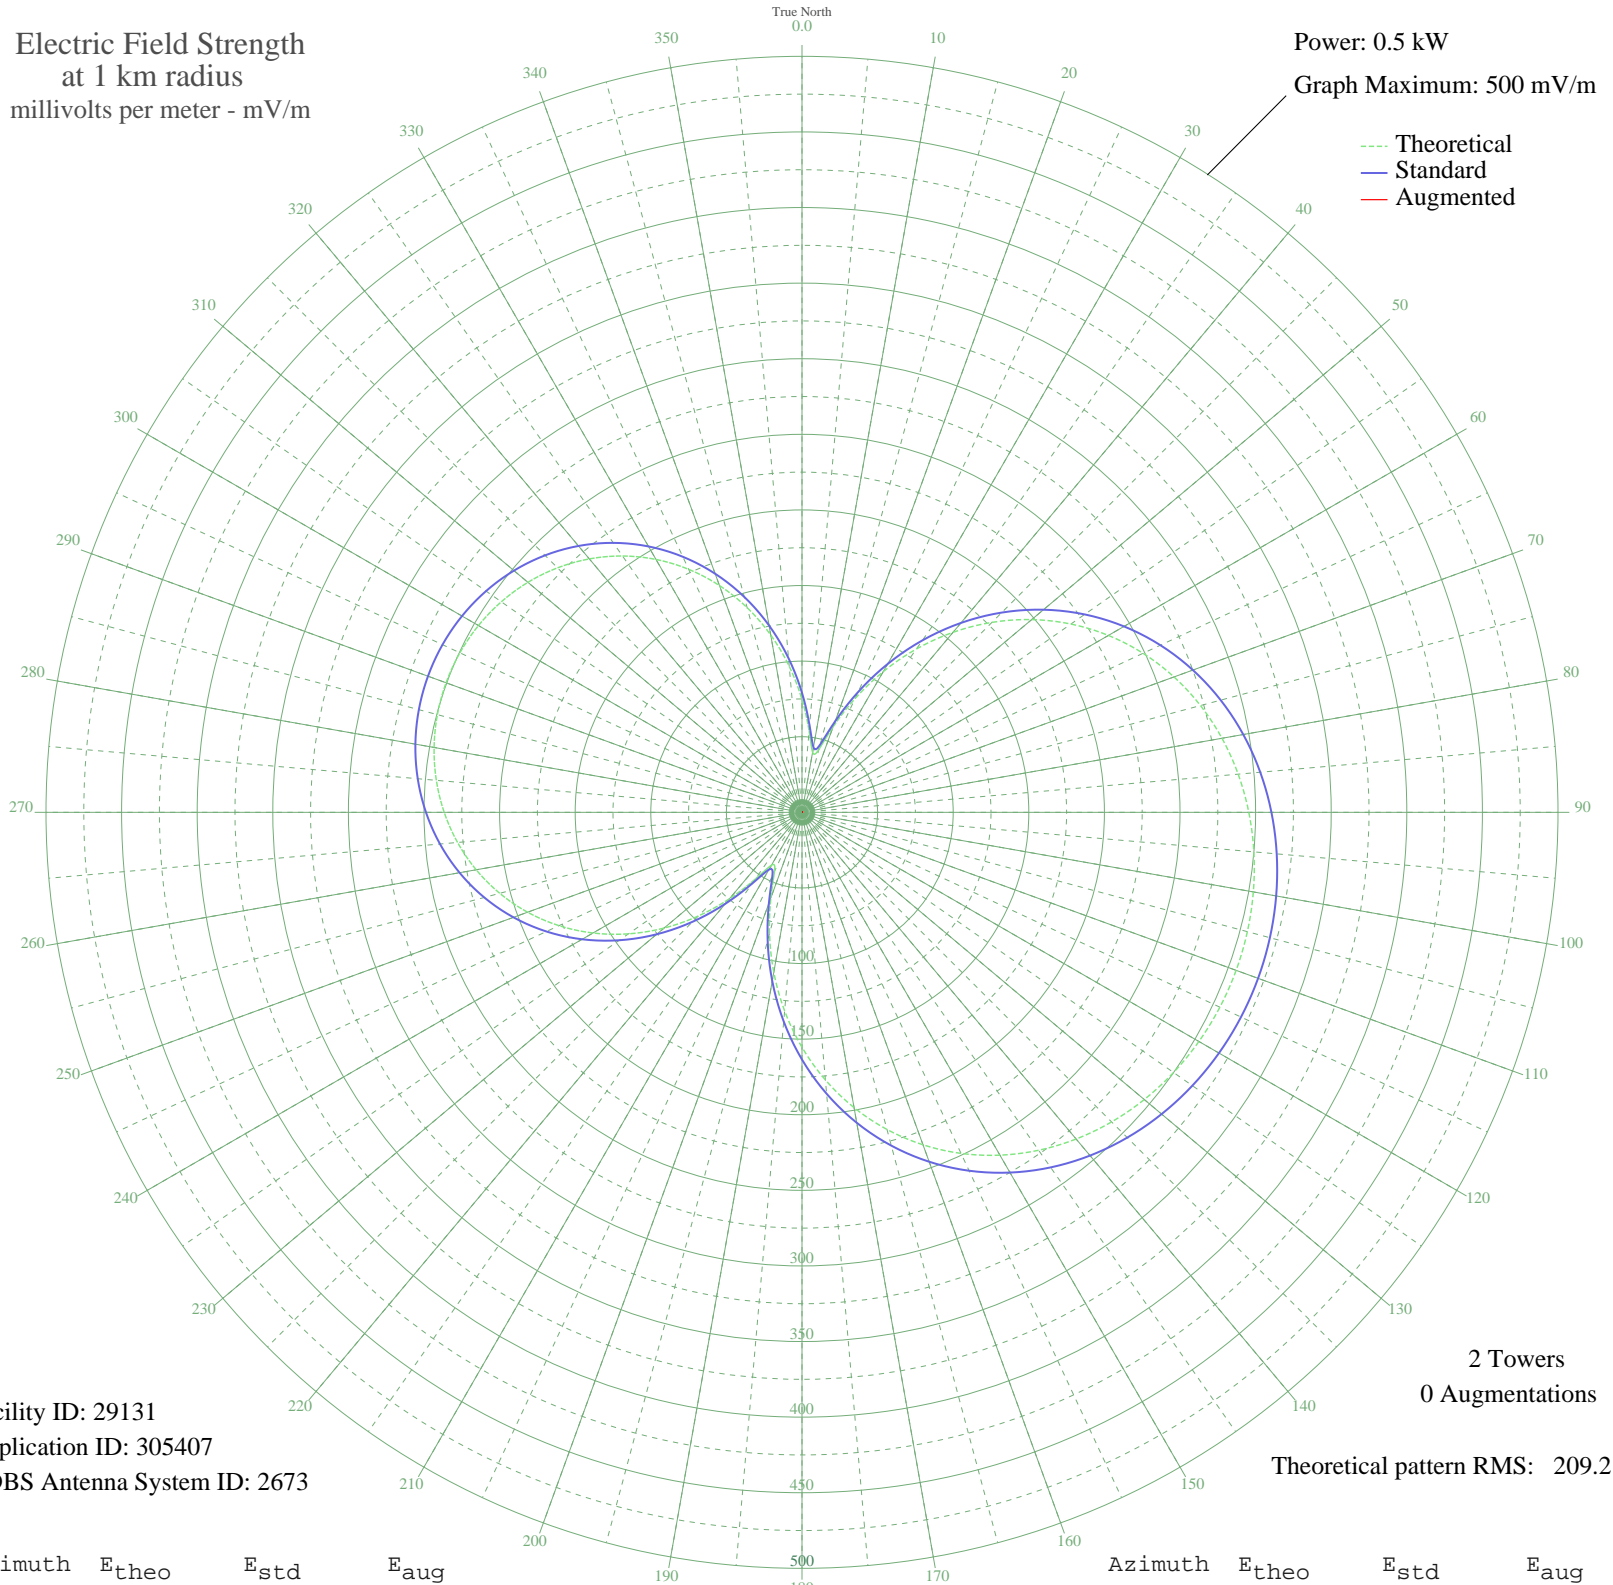 Electric Field Strength
at 1 km radius
millivolts per meter - mV/m
True North
0.0
Power: 0.5 kW
Graph Maximum: 500 mV/m
Theoretical
Standard
Augmented
10
20
30
40
50
60
70
80
90
100
110
120
130
140
150
160
170
190
200
210
220
230
240
250
260
270
280
290
300
310
320
330
340
350
100
150
200
250
300
350
400
450
500
2 Towers
0 Augmentations
Theoretical pattern RMS: 209.2
cility ID: 29131
plication ID: 305407
DBS Antenna System ID: 2673
imuth Etheo Estd Eaug
Azimuth Etheo Estd Eaug